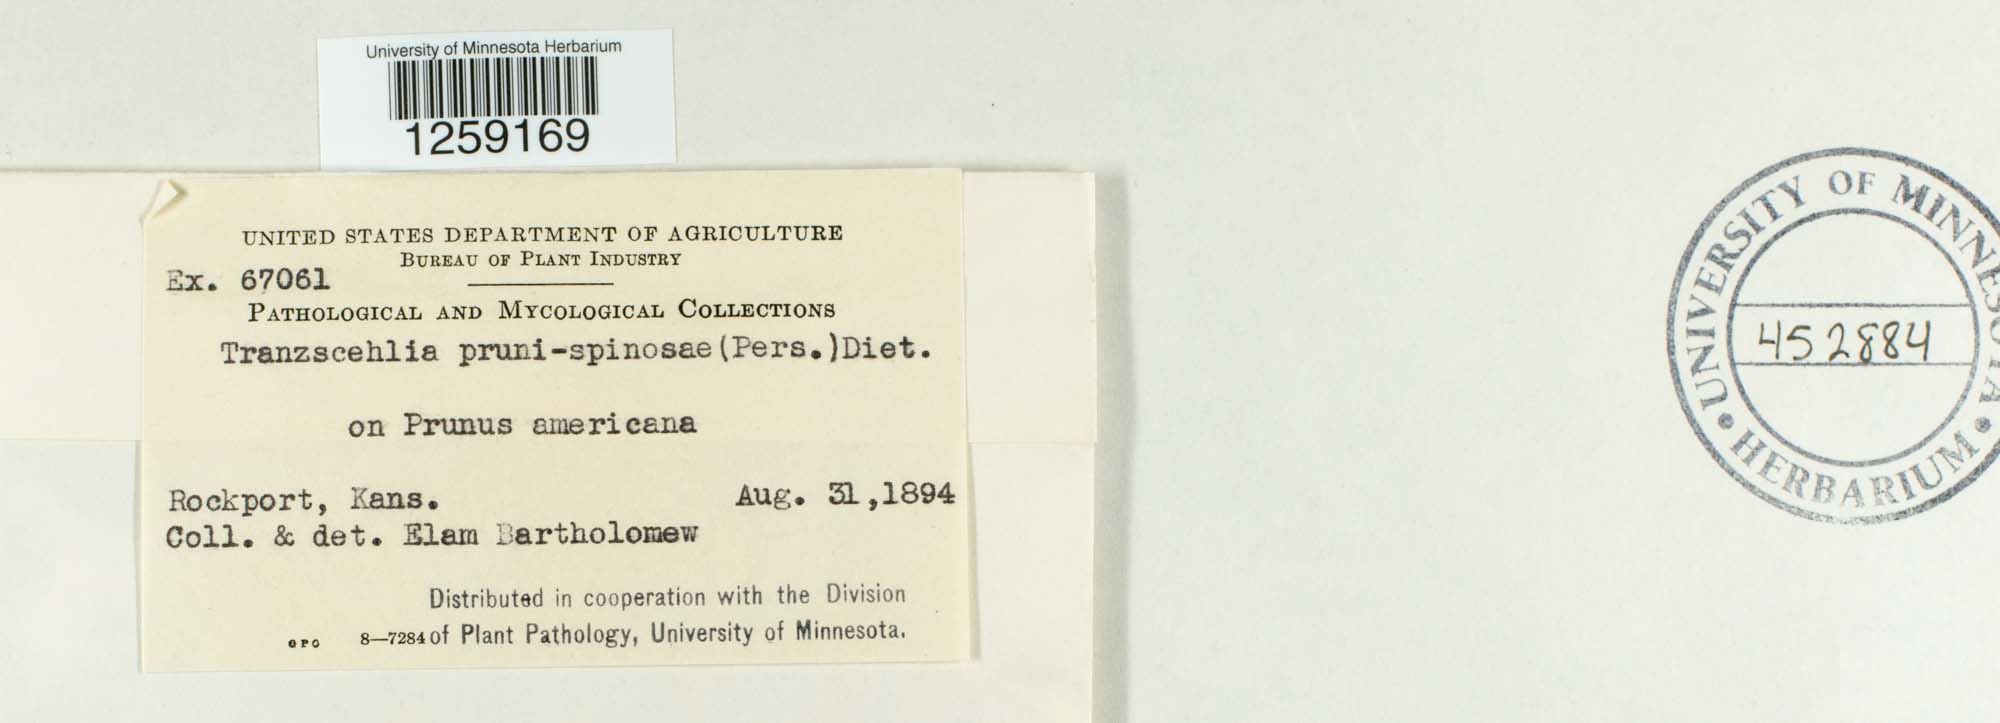 University of Minnesota Herbarium
1259169
UNITED STATES DEPARTMENT OF AGRICULTURE
BUREAU OF PLANT INDUSTRY
Ex. 67061
PATHOLOGICAL AND MYCOLOGICAL COLLECTIONS
Tranzscehlia pruni-spinosae(Pers.)Diet.
on Prunus americana
Rockport, Kans. Aug. 31,1894
Coll. & det. Elam Bartholomew
Distributed in cooperation with the Division
GPO 8—7284 of Plant Pathology, University of Minnesota.
UNIVERSITY OF MINNESOTA
452884
• HERBARIUM •